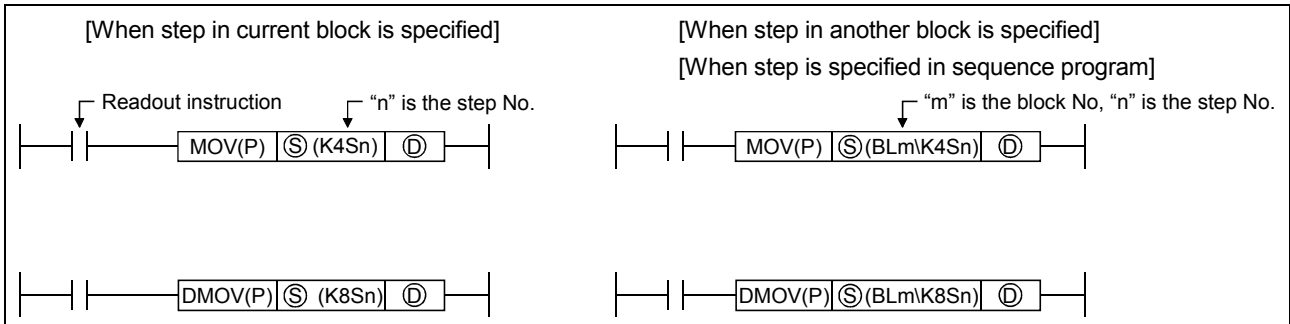 [When step in current block is specified]
[When step in another block is specified]
[When step is specified in sequence program]
Readout instruction
“n” is the step No.
“m” is the block No, “n” is the step No.
MOV(P) Ⓢ (K4Sn) Ⓓ
MOV(P) Ⓢ(BLm\K4Sn) Ⓓ
DMOV(P) Ⓢ (K8Sn) Ⓓ
DMOV(P) Ⓢ(BLm\K8Sn) Ⓓ